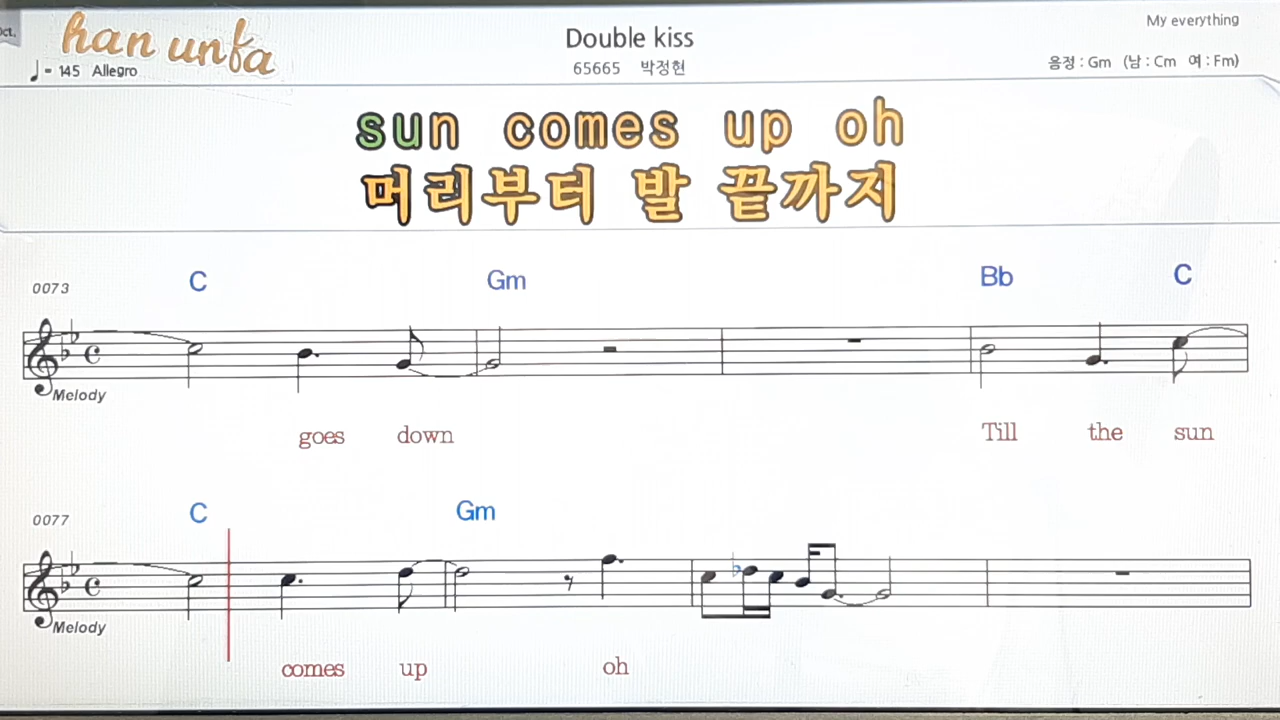 Oct.
han unfa
Double kiss
My everything
♩= 145 Allegro
65665 박정현
음정 : Gm (남 : Cm 여 : Fm)
sun comes up oh
머리부터 발 끝까지
C Gm Bb C
0073
Melody
goes down Till the sun
C Gm
0077
Melody
comes up oh